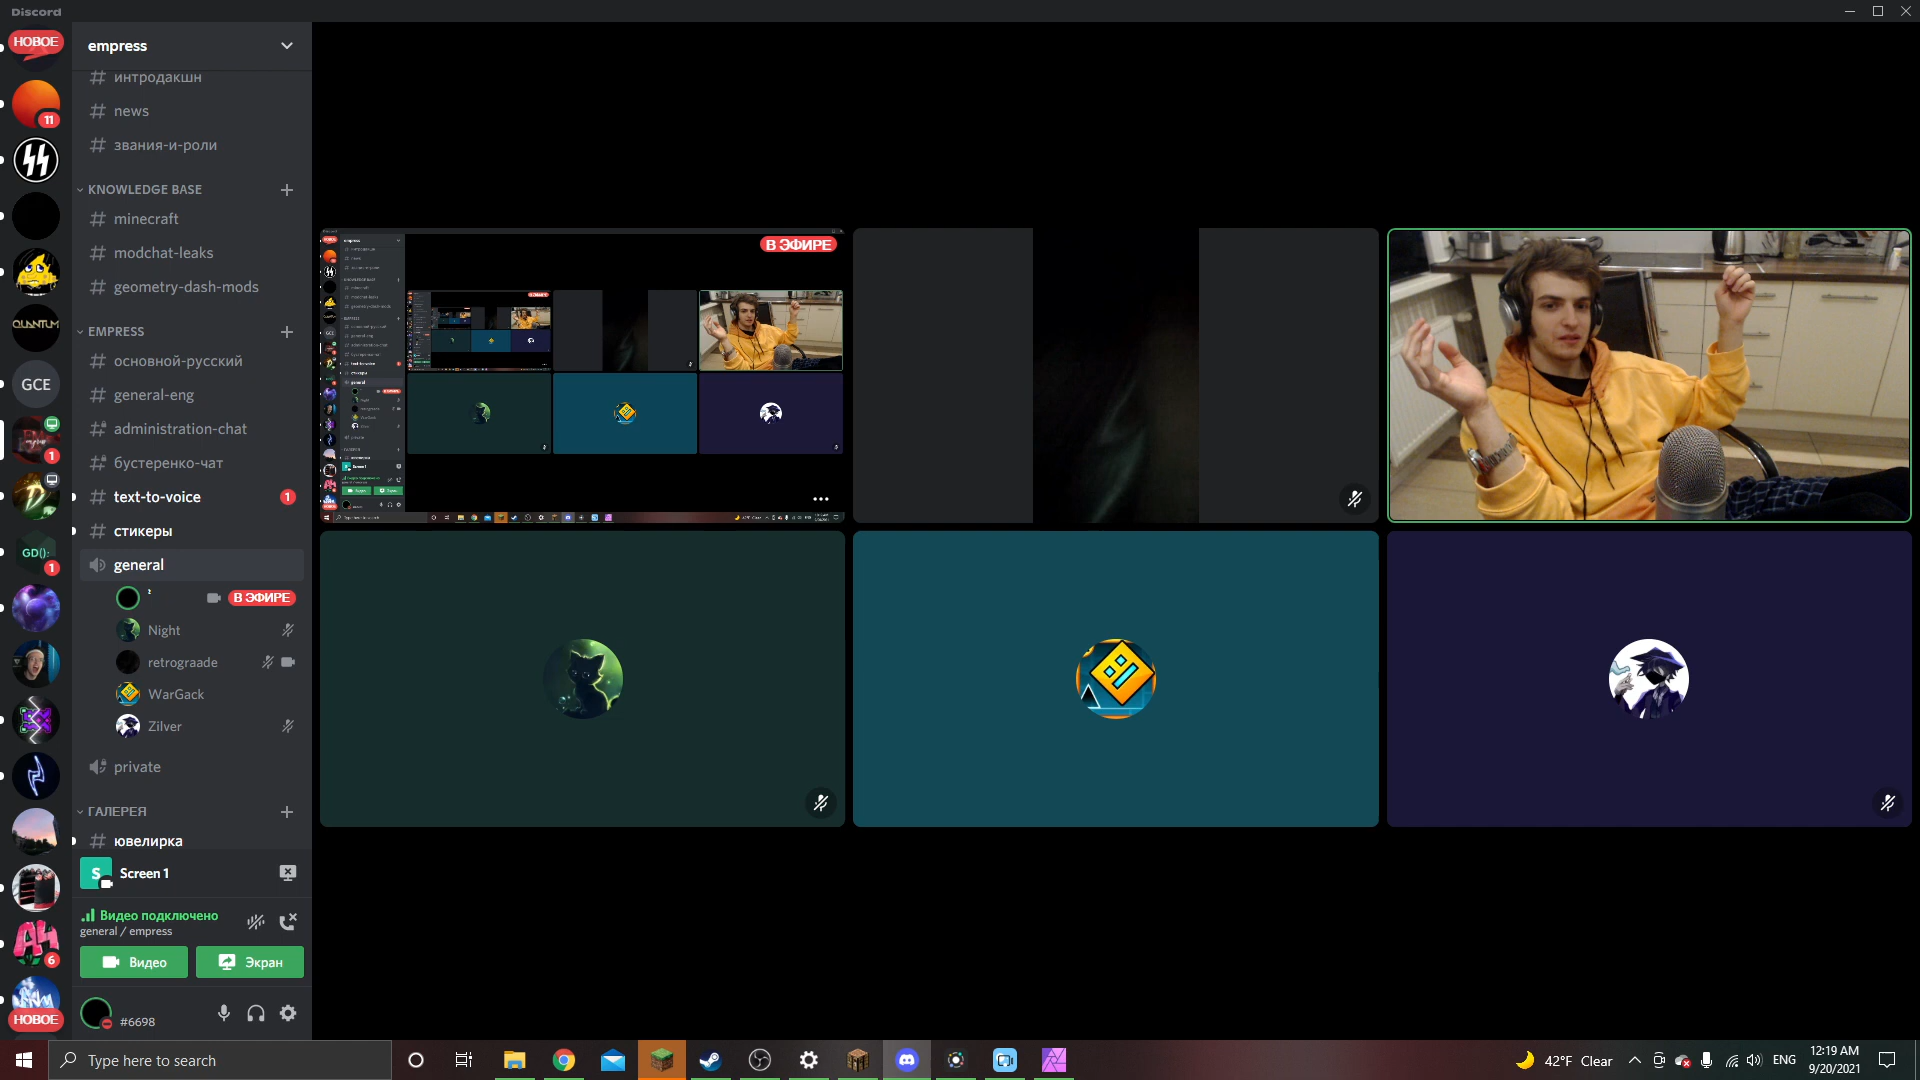 Discord
НОВОЕ
11
QUANTUM
GCE
1
GD():
1
6
НОВОЕ
empress
интродакшн
news
звания-и-роли
KNOWLEDGE BASE
minecraft
modchat-leaks
geometry-dash-mods
EMPRESS
основной-русский
general-eng
administration-chat
бустеренко-чат
text-to-voice 1
стикеры
general
В ЭФИРЕ
Night
retrograade
WarGack
Zilver
private
ГАЛЕРЕЯ
ювелирка
S Screen 1
Видео подключено
general / empress
Видео Экран
#6698
В ЭФИРЕ
Type here to search
42°F Clear
ENG
12:19 AM
9/20/2021